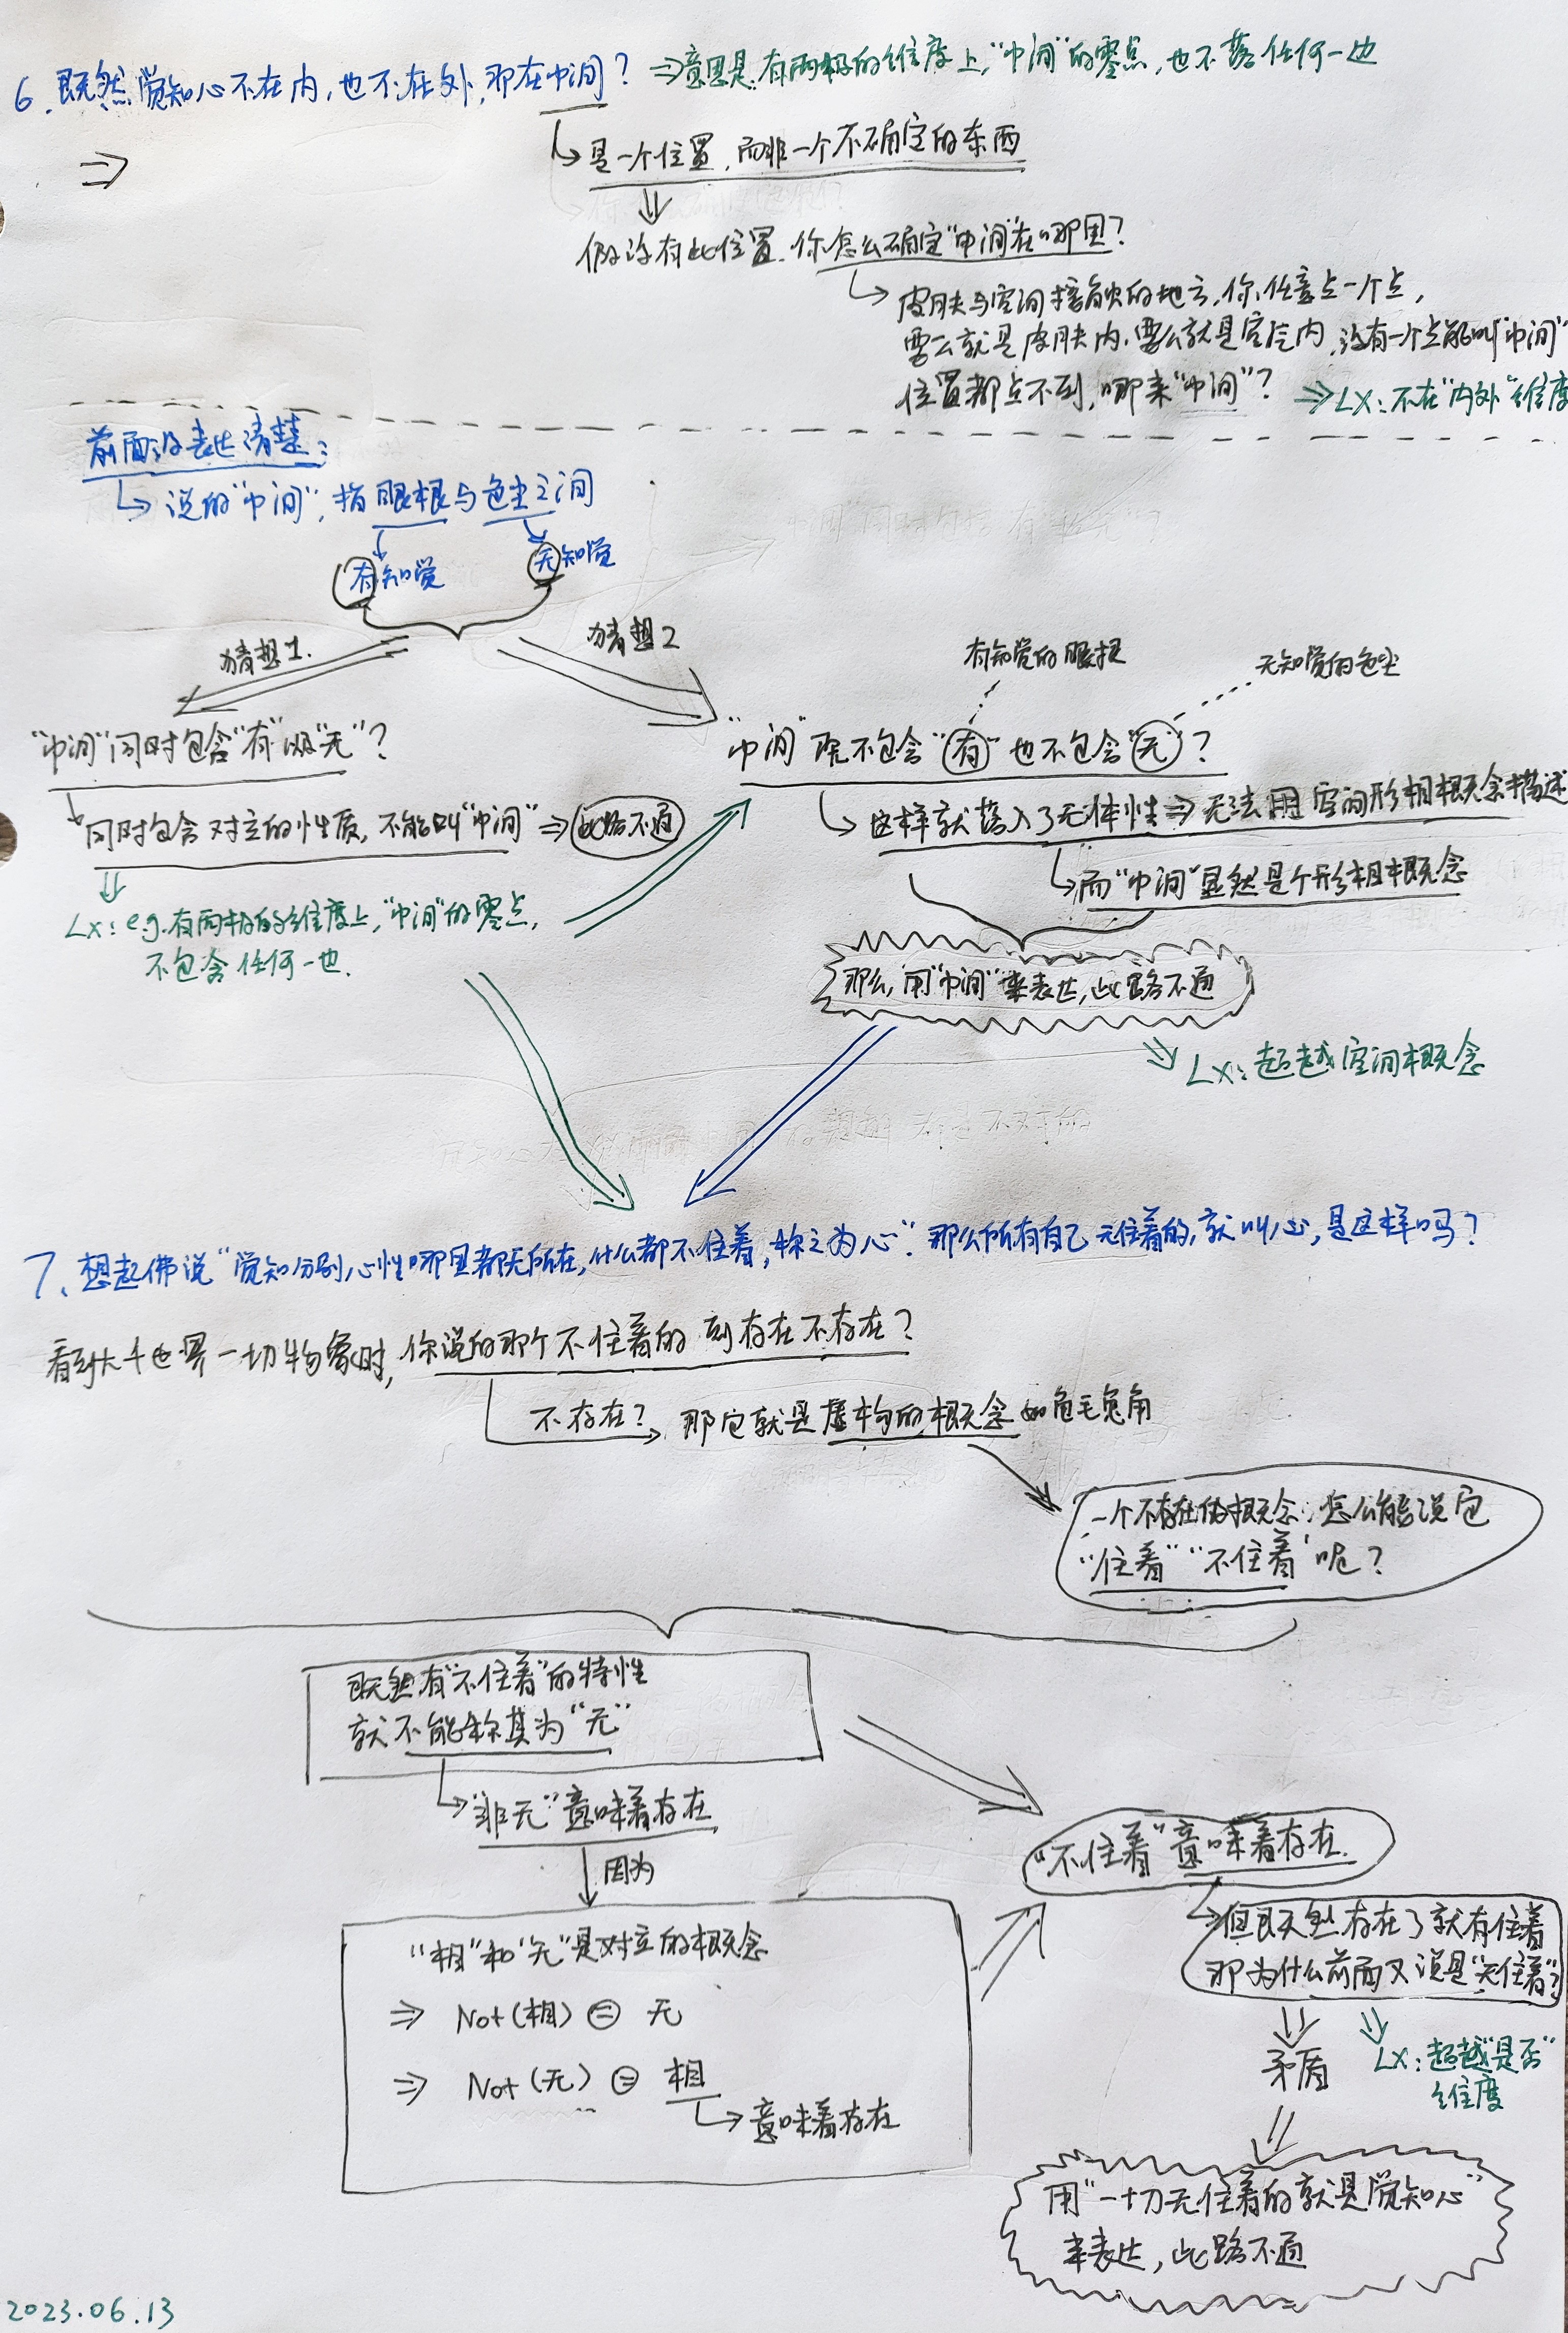 6. 既然觉知心不在内，也不在外，那在中间？ ⇒意思是，有两极的维度上，“中间”的零点，也不落任何一边
⇒
↳是一个位置，而非一个不确定的东西
⇓
假设有此位置，你怎么确定“中间”在哪里？
↳皮肤与空间接触的地方，你任意点一个点，
要么就是皮肤内，要么就是空气内，没有一个点能叫“中间”
位置都点不到，哪来“中间”？ ⇒LX：不在“内外”维度
前面没表达清楚：
↳说的“中间”，指眼根与色尘之间
有知觉 无知觉
猜想1. 猜想2
有知觉的眼根 无知觉的色尘
“中间”同时包含“有”以及“无”？
“中间”既不包含“有”也不包含“无”？
↳同时包含对立的性质，不能叫“中间”⇒此路不通
↳这样就落入了无体性⇒无法用空间形相概念描述
↳而“中间”显然是个形相概念
⇓
LX：e.g.有两极的维度上，“中间”的零点，
不包含任何一边.
那么，用“中间”来表达，此路不通
⇒LX：超越空间概念
7、想起佛说“觉知分别心性哪里都无所在，什么都不住着，称之为心”. 那么所有自己无住着的，就叫心，是这样吗？
看到大千世界一切物象时，你说的那个不住着的 到存在不存在？
不存在？ 那它就是虚构的概念 如龟毛兔角
一个不存在的概念，怎么能说它
“住着”“不住着”呢？
既然有“不住着”的特性
就不能称其为“无”
↳“非无”意味着存在
因为
“不住着”意味着存在.
↳但既然存在了就有住着
那为什么前面又说是“无住着”？
“相”和“无”是对立的概念
⇒ Not（相）= 无
⇒ Not（无）= 相
↳意味着存在
⇓ ⇓
矛盾 LX：超越“是否”
维度
⇓
用“一切无住着的就是觉知心”
来表达，此路不通
2023.06.13